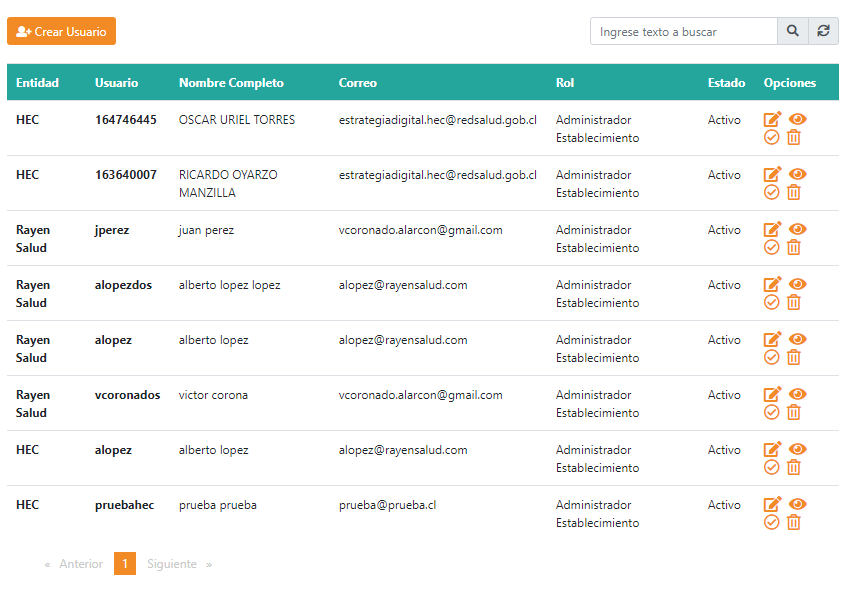 Crear Usuario
Ingrese texto a buscar
Entidad Usuario Nombre Completo Correo Rol Estado Opciones
HEC 164746445 OSCAR URIEL TORRES estrategiadigital.hec@redsalud.gob.cl Administrador Activo
Establecimiento
HEC 163640007 RICARDO OYARZO estrategiadigital.hec@redsalud.gob.cl Administrador Activo
MANZILLA Establecimiento
Rayen jperez juan perez vcoronado.alarcon@gmail.com Administrador Activo
Salud Establecimiento
Rayen alopezdos alberto lopez lopez alopez@rayensalud.com Administrador Activo
Salud Establecimiento
Rayen alopez alberto lopez alopez@rayensalud.com Administrador Activo
Salud Establecimiento
Rayen vcoronados victor corona vcoronado.alarcon@gmail.com Administrador Activo
Salud Establecimiento
HEC alopez alberto lopez alopez@rayensalud.com Administrador Activo
Establecimiento
HEC pruebahec prueba prueba prueba@prueba.cl Administrador Activo
Establecimiento
« Anterior 1 Siguiente »